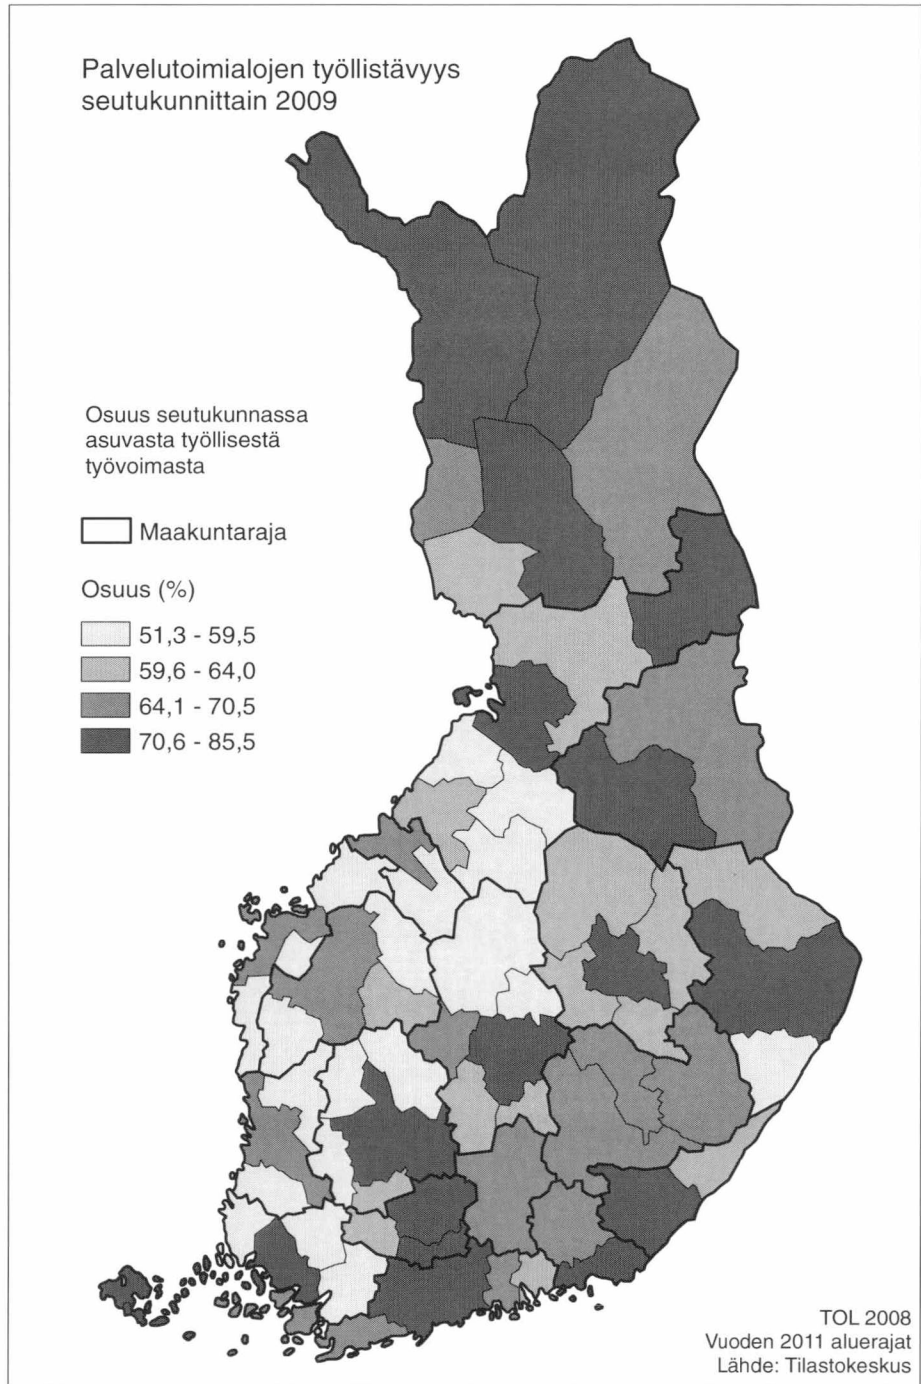 Palvelutoimialojen työllistävyys
seutukunnittain 2009
Osuus seutukunnassa
asuvasta työllisestä
työvoimasta
Maakuntaraja
Osuus (%)
51,3 - 59,5
59,6 - 64,0
64,1 - 70,5
70,6 - 85,5
TOL 2008
Vuoden 2011 aluerajat
Lähde: Tilastokeskus